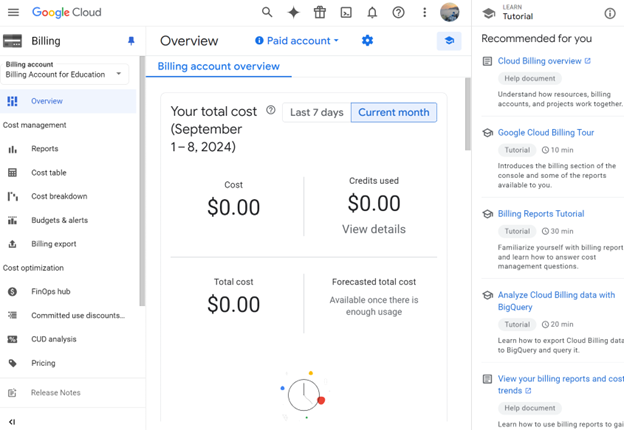 Google Cloud
LEARN
Tutorial
Billing
Overview
Paid account
Billing account
Billing Account for Education
Billing account overview
Overview
Cost management
Reports
Cost table
Cost breakdown
Budgets & alerts
Billing export
Cost optimization
FinOps hub
Committed use discounts...
CUD analysis
Pricing
Release Notes
Your total cost
(September
1 – 8, 2024)
Last 7 days
Current month
Cost
$0.00
Credits used
$0.00
View details
Total cost
$0.00
Forecasted total cost
Available once there is
enough usage
Recommended for you
Cloud Billing overview
Help document
Understand how resources, billing
accounts, and projects work together.
Google Cloud Billing Tour
Tutorial
10 min
Introduces the billing section of the
console and some of the reports
available to you.
Billing Reports Tutorial
Tutorial
30 min
Familiarize yourself with billing report
and learn how to answer cost
management questions.
Analyze Cloud Billing data with
BigQuery
Tutorial
20 min
Learn how to export Cloud Billing data
to BigQuery and query it.
View your billing reports and cost
trends
Help document
Learn how to use billing reports to gai